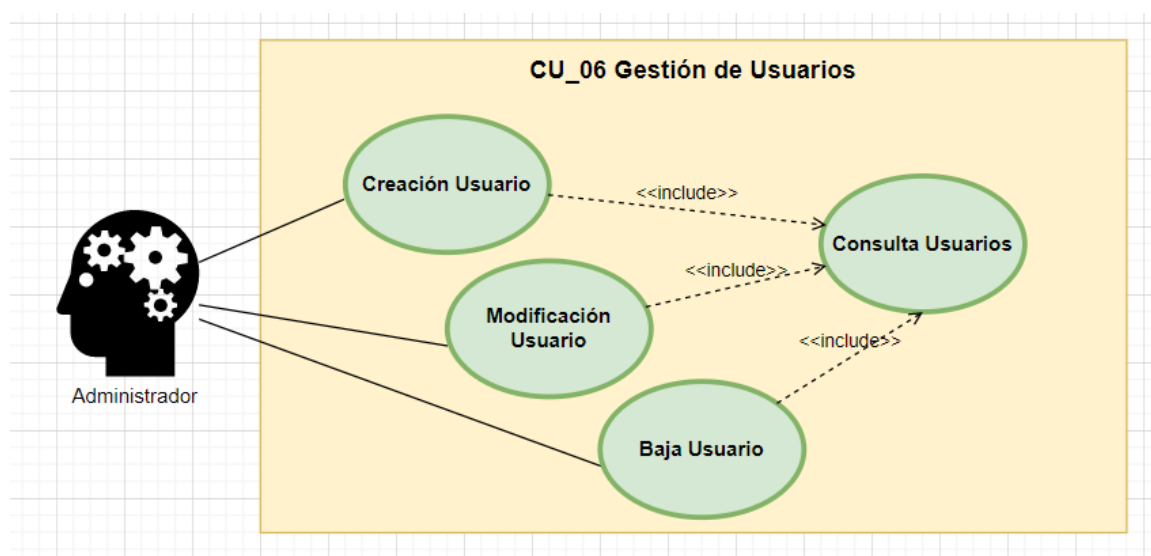 CU_06 Gestión de Usuarios
Creación Usuario
<<include>>
Consulta Usuarios
<<include>>
Modificación
Usuario
<<include>>
Administrador
Baja Usuario